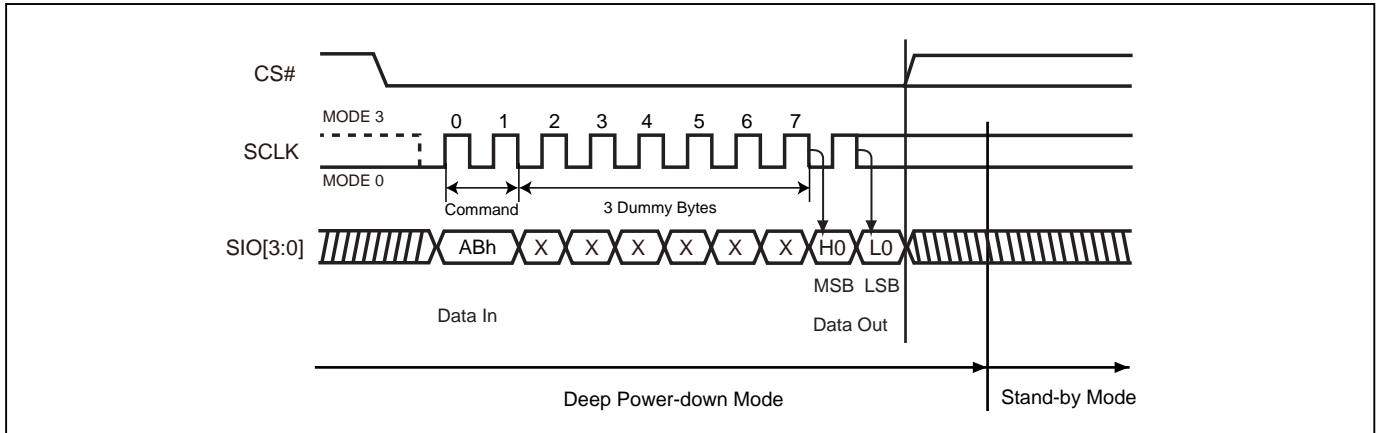 CS#
MODE 3
0 1 2 3 4 5 6 7
SCLK
MODE 0
Command
3 Dummy Bytes
SIO[3:0]
ABh X X X X X X H0 L0
MSB LSB
Data In
Data Out
Deep Power-down Mode
Stand-by Mode